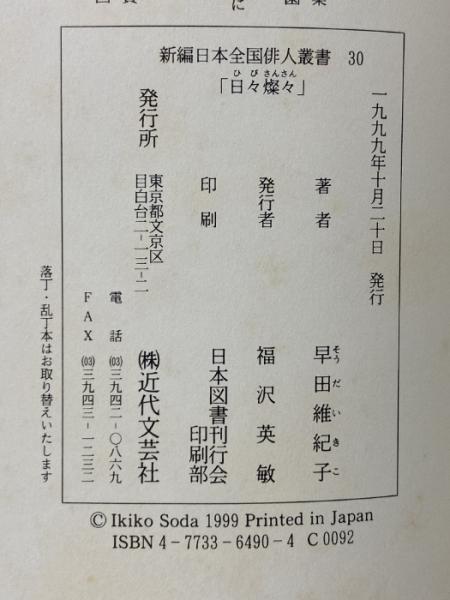 新編日本全国俳人叢書 30
「日々燦々」
ひび さんさん
一九九九年十月二十日 発行
著者 早田維紀子
そうだ いきこ
発行者 福沢英敏
印刷 日本図書刊行会
印刷部
発行所 ㈱近代文芸社
東京都文京区
目白台二−一三−二
電話 ㈹三九四二−〇八六九
FAX ㈹三九四三−一二三二
落丁・乱丁本はお取り替えいたします
© Ikiko Soda 1999 Printed in Japan
ISBN 4-7733-6490-4 C 0092